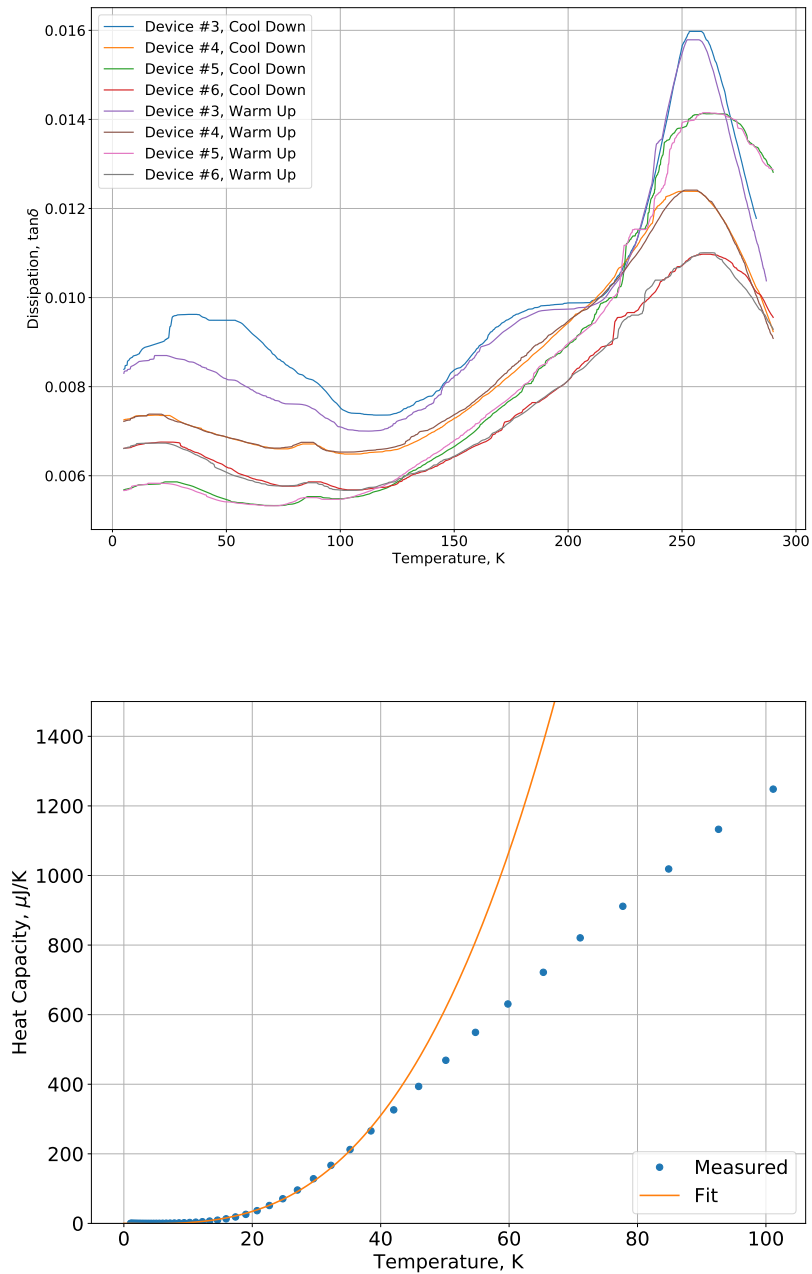 0.016
0.014
0.012
0.010
0.008
0.006
Dissipation, tanδ
Device #3, Cool Down
Device #4, Cool Down
Device #5, Cool Down
Device #6, Cool Down
Device #3, Warm Up
Device #4, Warm Up
Device #5, Warm Up
Device #6, Warm Up
0 50 100 150 200 250 300
Temperature, K
1400
1200
1000
800
600
400
200
0
Heat Capacity, μJ/K
Measured
Fit
0 20 40 60 80 100
Temperature, K